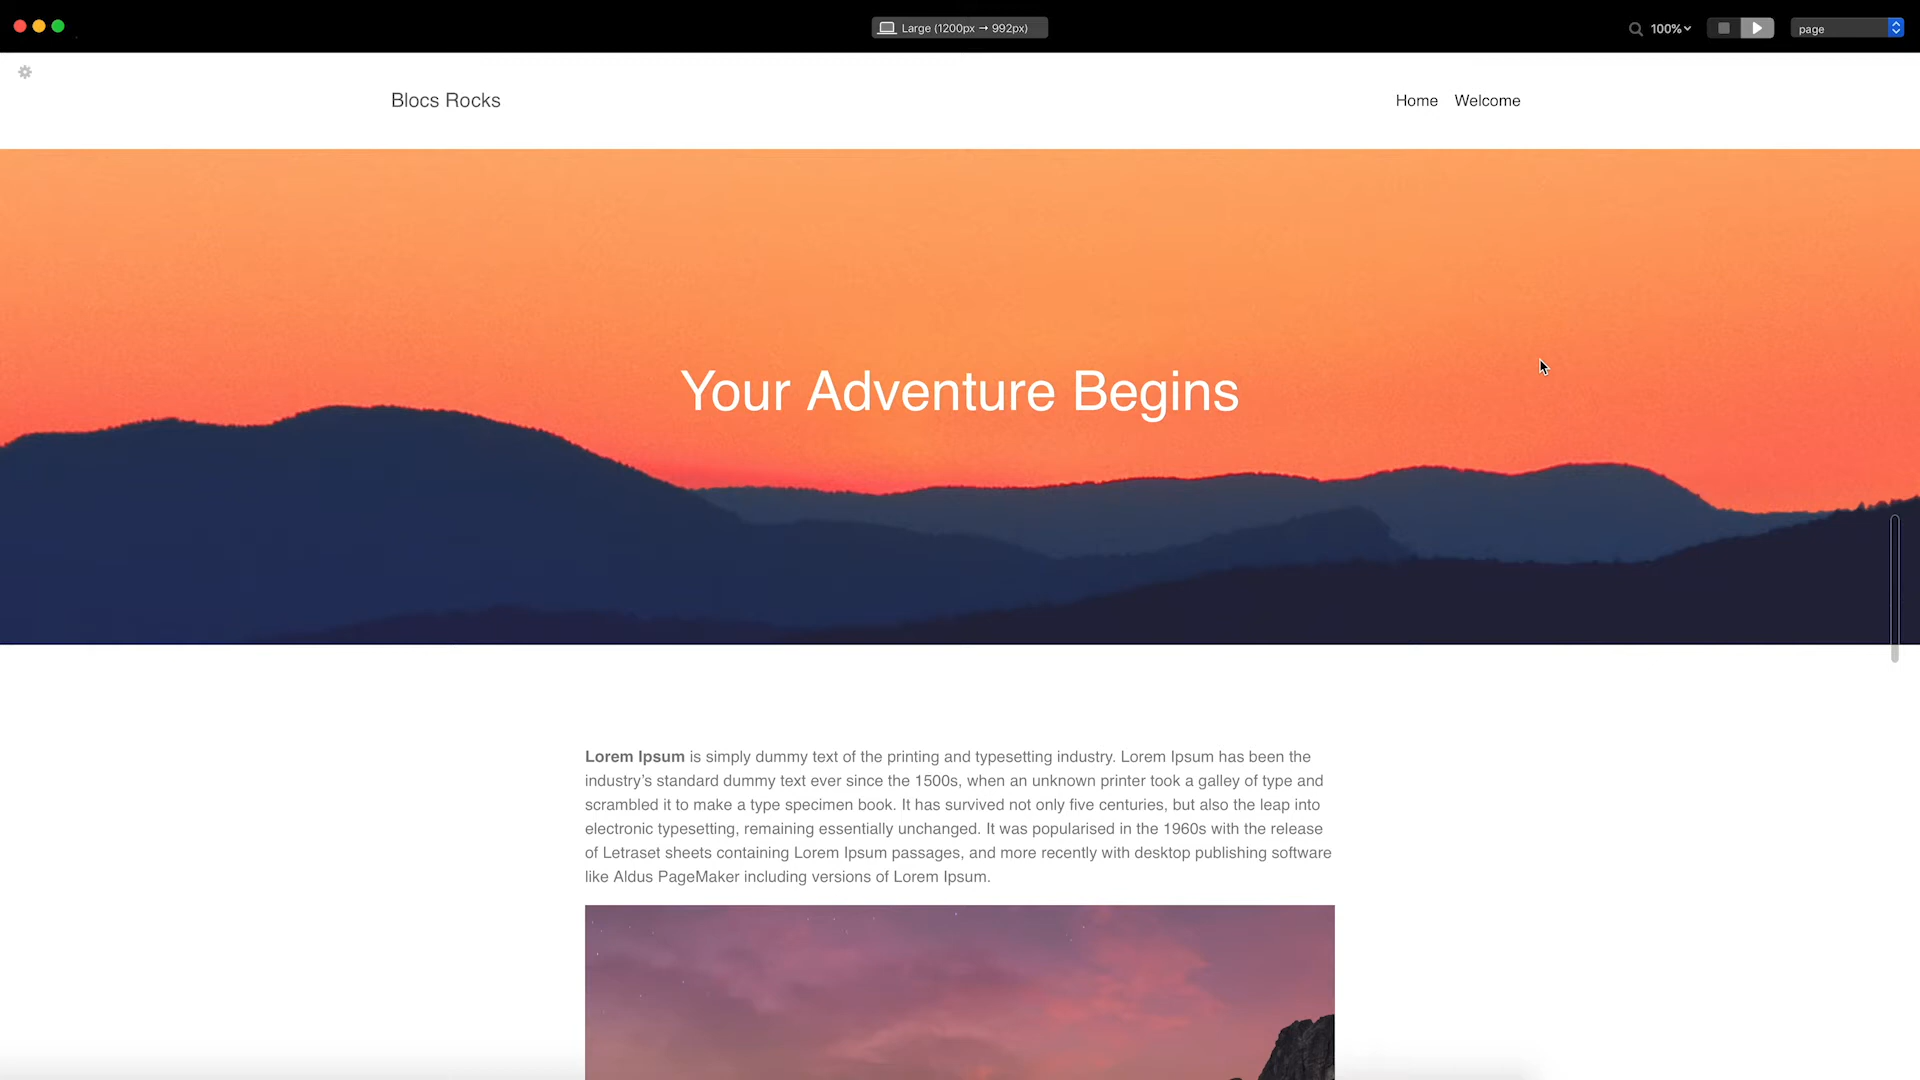 Large (1200px → 992px)
100%
page
Blocs Rocks
Home Welcome
Your Adventure Begins
Lorem Ipsum is simply dummy text of the printing and typesetting industry. Lorem Ipsum has been the
industry’s standard dummy text ever since the 1500s, when an unknown printer took a galley of type and
scrambled it to make a type specimen book. It has survived not only five centuries, but also the leap into
electronic typesetting, remaining essentially unchanged. It was popularised in the 1960s with the release
of Letraset sheets containing Lorem Ipsum passages, and more recently with desktop publishing software
like Aldus PageMaker including versions of Lorem Ipsum.